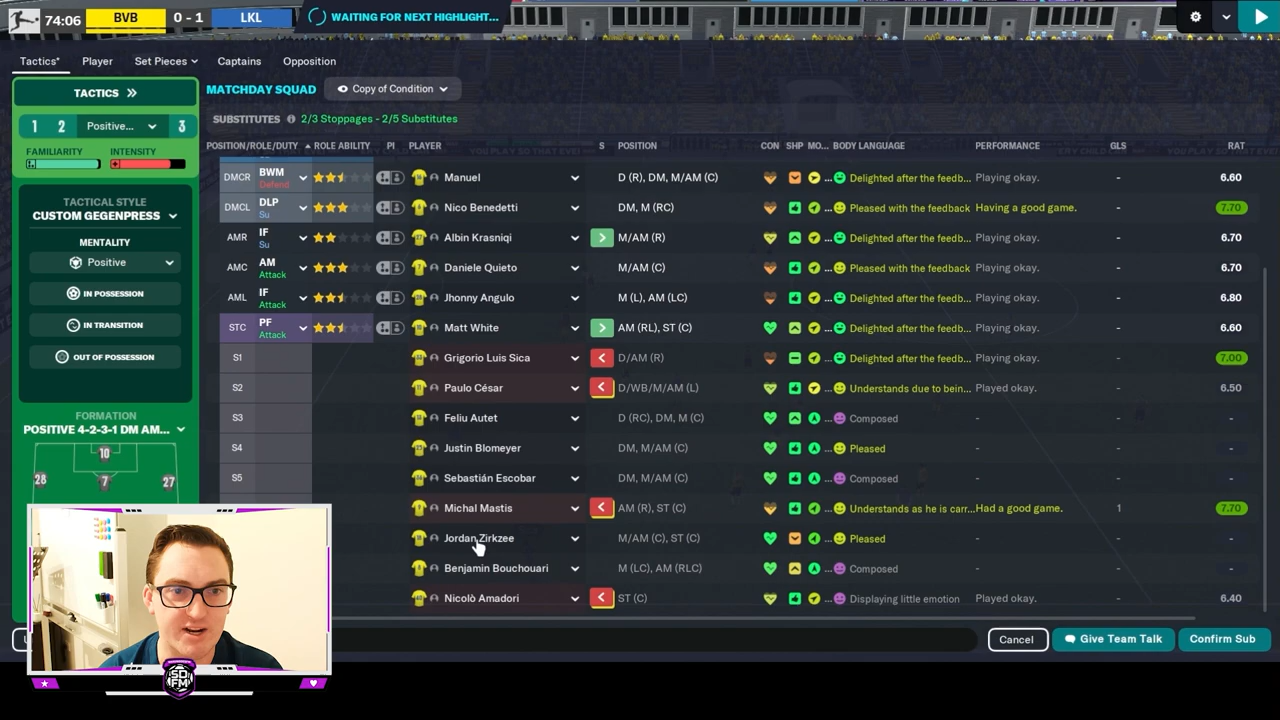 74:06 BVB 0 - 1 LKL WAITING FOR NEXT HIGHLIGHT...
Tactics* Player Set Pieces Captains Opposition
TACTICS
1 2 Positive... 3
FAMILIARITY INTENSITY
TACTICAL STYLE
CUSTOM GEGENPRESS
MENTALITY
Positive
IN POSSESSION
IN TRANSITION
OUT OF POSSESSION
FORMATION
POSITIVE 4-2-3-1 DM AM...
10
28 7 27
MATCHDAY SQUAD Copy of Condition
SUBSTITUTES 2/3 Stoppages - 2/5 Substitutes
POSITION/ROLE/DUTY ROLE ABILITY PI PLAYER S POSITION CON SHP MO... BODY LANGUAGE PERFORMANCE GLS RAT
DMCR BWM Defend Manuel D (R), DM, M/AM (C) ... Delighted after the feedb... Playing okay. - 6.60
DMCL DLP Su Nico Benedetti DM, M (RC) ... Pleased with the feedback Having a good game. - 7.70
AMR IF Su Albin Krasniqi M/AM (R) ... Delighted after the feedb... Playing okay. - 6.70
AMC AM Attack Daniele Quieto M/AM (C) ... Pleased with the feedback Playing okay. - 6.70
AML IF Attack Jhonny Angulo M (L), AM (LC) ... Delighted after the feedb... Playing okay. - 6.80
STC PF Attack Matt White AM (RL), ST (C) ... Delighted after the feedb... Playing okay. - 6.60
S1 Grigorio Luis Sica D/AM (R) ... Delighted after the feedb... Playing okay. - 7.00
S2 Paulo César D/WB/M/AM (L) ... Understands due to bein... Played okay. - 6.50
S3 Feliu Autet D (RC), DM, M (C) ... Composed - - -
S4 Justin Blomeyer DM, M/AM (C) ... Pleased - - -
S5 Sebastián Escobar DM, M/AM (C) ... Composed - - -
Michal Mastis AM (R), ST (C) ... Understands as he is carr... Had a good game. 1 7.70
Jordan Zirkzee M/AM (C), ST (C) ... Pleased - - -
Benjamin Bouchouari M (LC), AM (RLC) ... Composed - - -
Nicolò Amadori ST (C) ... Displaying little emotion Played okay. - 6.40
Cancel Give Team Talk Confirm Sub
SD
FM